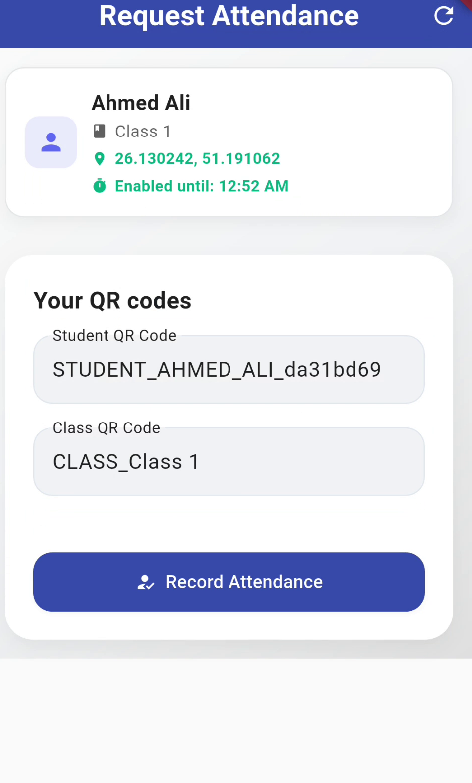 Request Attendance
Ahmed Ali
Class 1
26.130242, 51.191062
Enabled until: 12:52 AM
Your QR codes
Student QR Code
STUDENT_AHMED_ALI_da31bd69
Class QR Code
CLASS_Class 1
Record Attendance